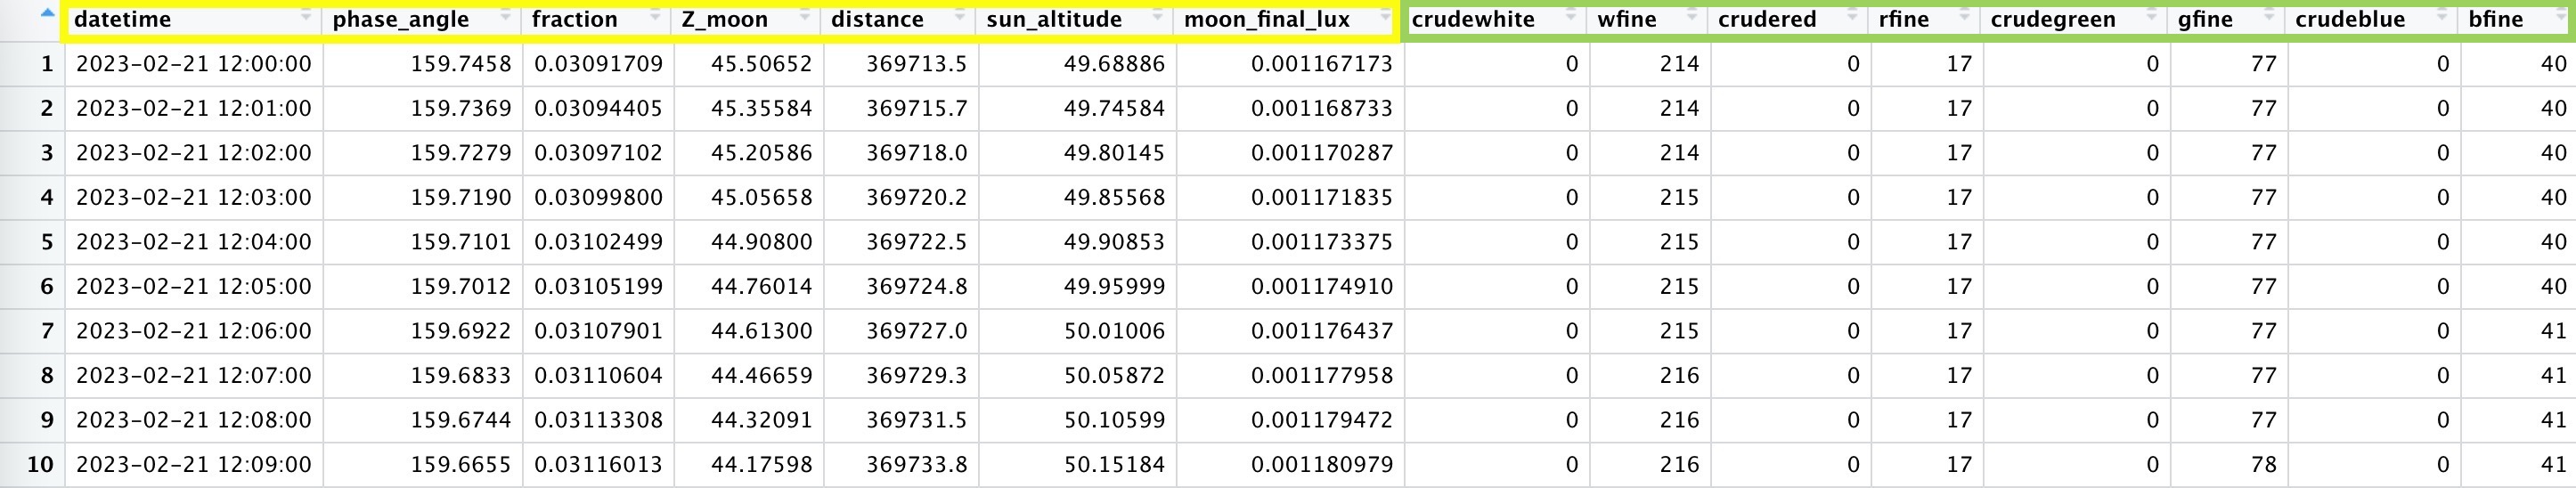 datetime phase_angle fraction Z_moon distance sun_altitude moon_final_lux crudewhite wfine crudered rfine crudegreen gfine crudeblue bfine
1 2023-02-21 12:00:00 159.7458 0.03091709 45.50652 369713.5 49.68886 0.001167173 0 214 0 17 0 77 0 40
2 2023-02-21 12:01:00 159.7369 0.03094405 45.35584 369715.7 49.74584 0.001168733 0 214 0 17 0 77 0 40
3 2023-02-21 12:02:00 159.7279 0.03097102 45.20586 369718.0 49.80145 0.001170287 0 214 0 17 0 77 0 40
4 2023-02-21 12:03:00 159.7190 0.03099800 45.05658 369720.2 49.85568 0.001171835 0 215 0 17 0 77 0 40
5 2023-02-21 12:04:00 159.7101 0.03102499 44.90800 369722.5 49.90853 0.001173375 0 215 0 17 0 77 0 40
6 2023-02-21 12:05:00 159.7012 0.03105199 44.76014 369724.8 49.95999 0.001174910 0 215 0 17 0 77 0 40
7 2023-02-21 12:06:00 159.6922 0.03107901 44.61300 369727.0 50.01006 0.001176437 0 215 0 17 0 77 0 41
8 2023-02-21 12:07:00 159.6833 0.03110604 44.46659 369729.3 50.05872 0.001177958 0 216 0 17 0 77 0 41
9 2023-02-21 12:08:00 159.6744 0.03113308 44.32091 369731.5 50.10599 0.001179472 0 216 0 17 0 77 0 41
10 2023-02-21 12:09:00 159.6655 0.03116013 44.17598 369733.8 50.15184 0.001180979 0 216 0 17 0 78 0 41